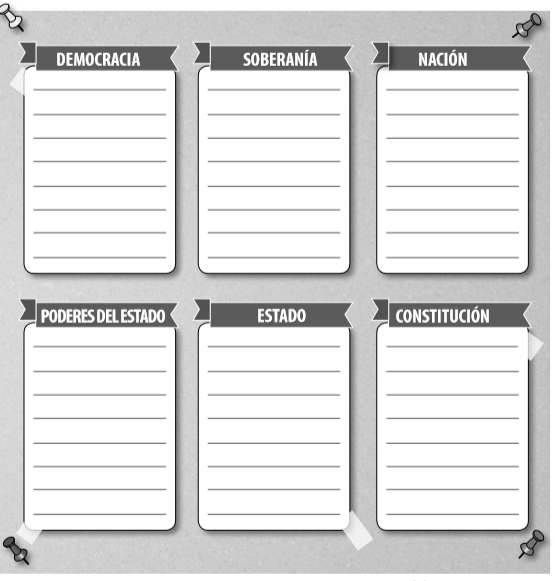 DEMOCRACIA
SOBERANÍA
NACIÓN
PODERES DEL ESTADO
ESTADO
CONSTITUCIÓN